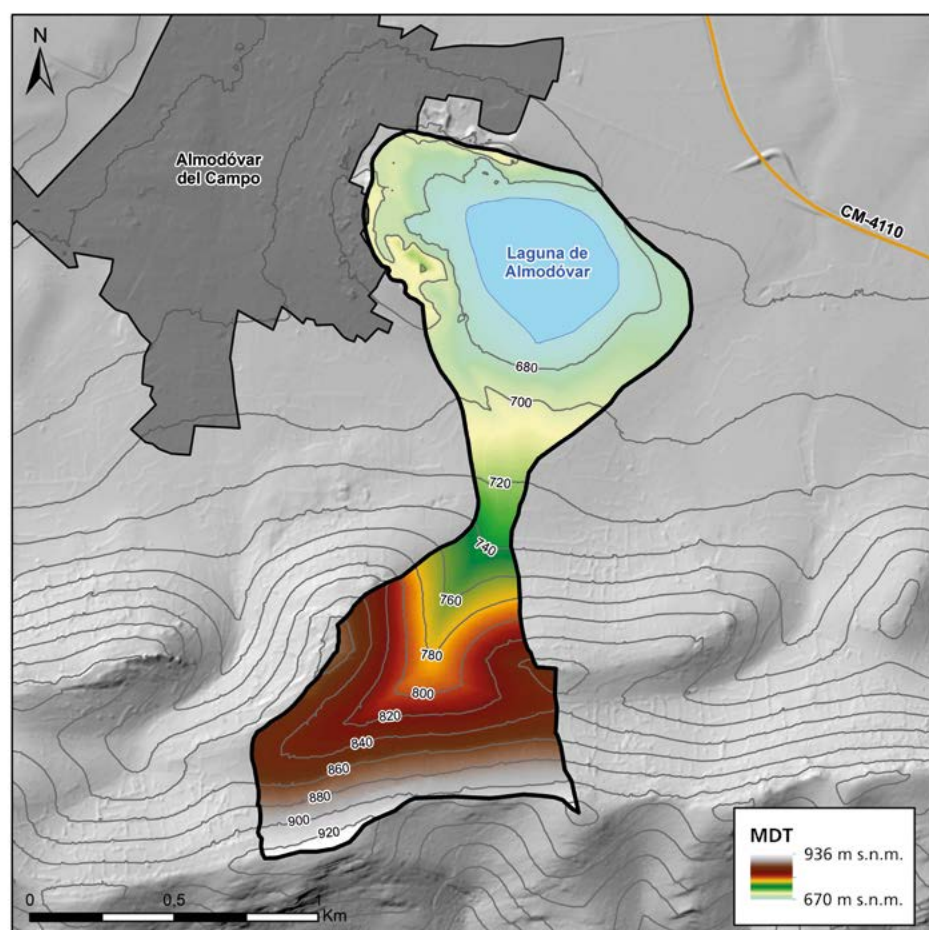 N
Almodóvar
del Campo
CM-4110
Laguna de
Almodóvar
680
700
720
740
760
780
800
820
840
860
880
900
920
MDT
936 m s.n.m.
670 m s.n.m.
0 0,5 1
Km